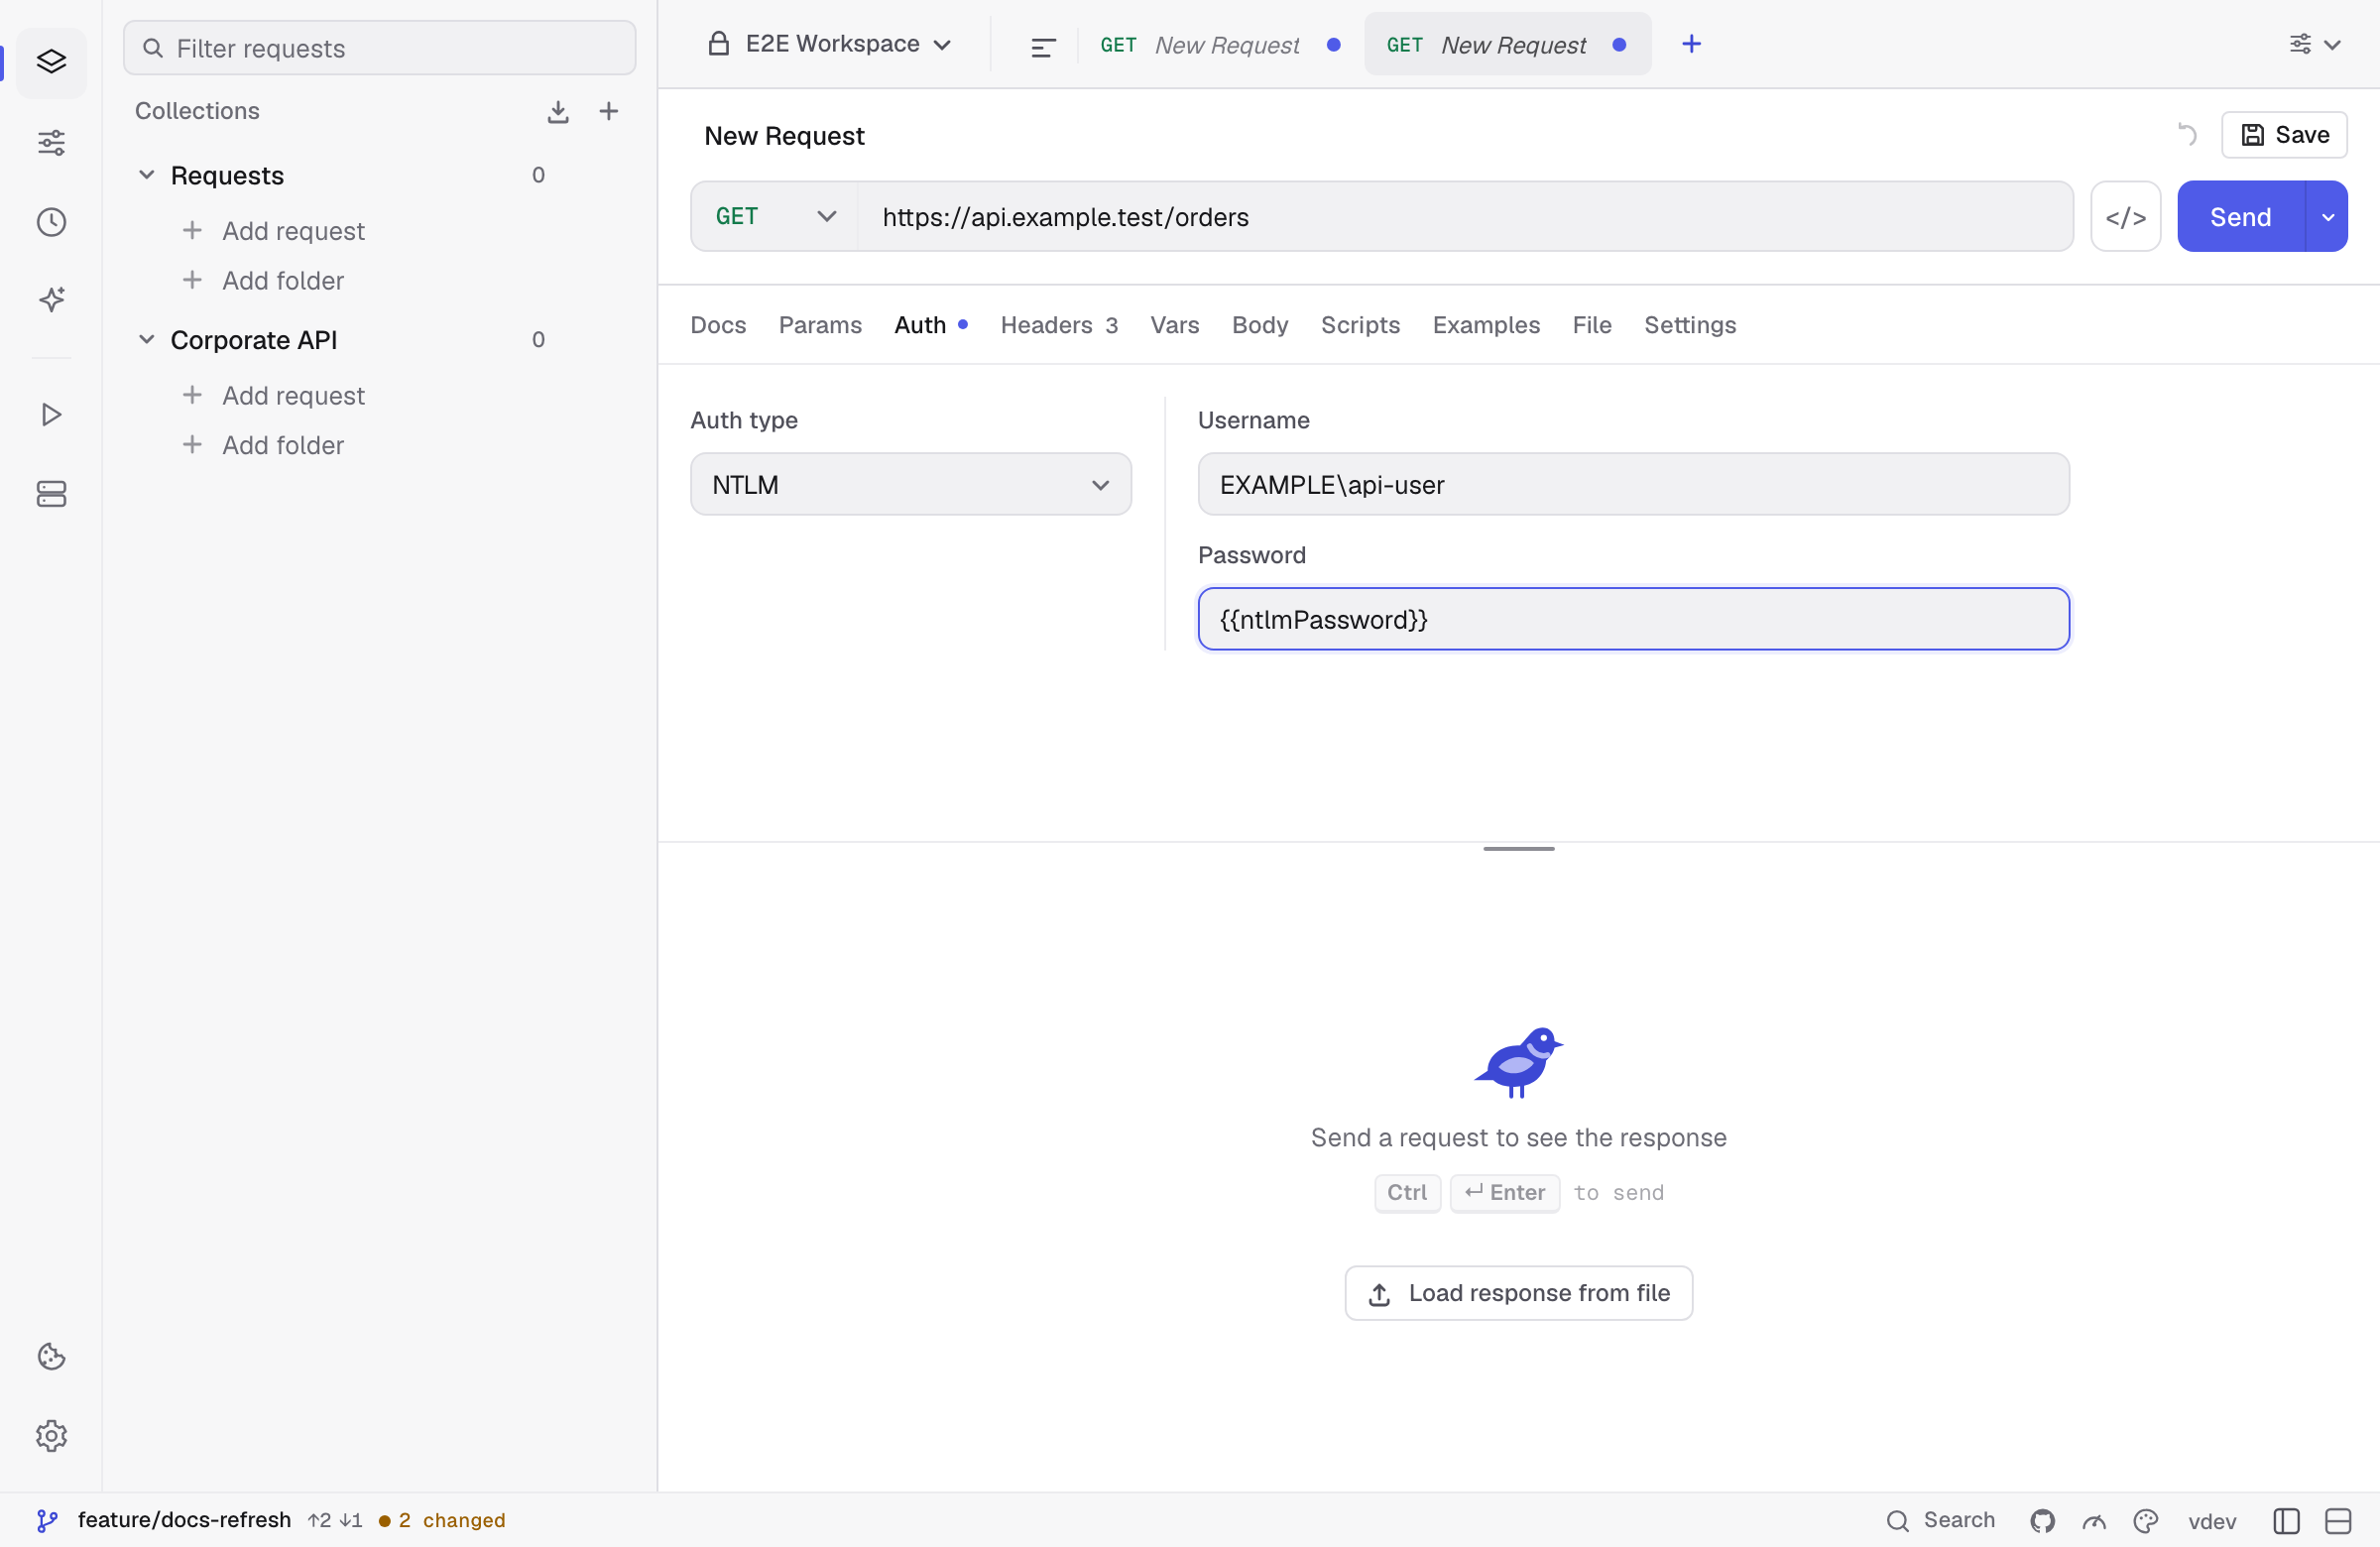 Filter requests
Collections
Requests 0
Add request
Add folder
Corporate API 0
Add request
Add folder
E2E Workspace
GET New Request
GET New Request
New Request
Save
GET https://api.example.test/orders
</>
Send
Docs Params Auth Headers 3 Vars Body Scripts Examples File Settings
Auth type
NTLM
Username
EXAMPLE\api-user
Password
{{ntlmPassword}}
Send a request to see the response
Ctrl ↵ Enter to send
Load response from file
feature/docs-refresh ↑2 ↓1 2 changed
Search
vdev